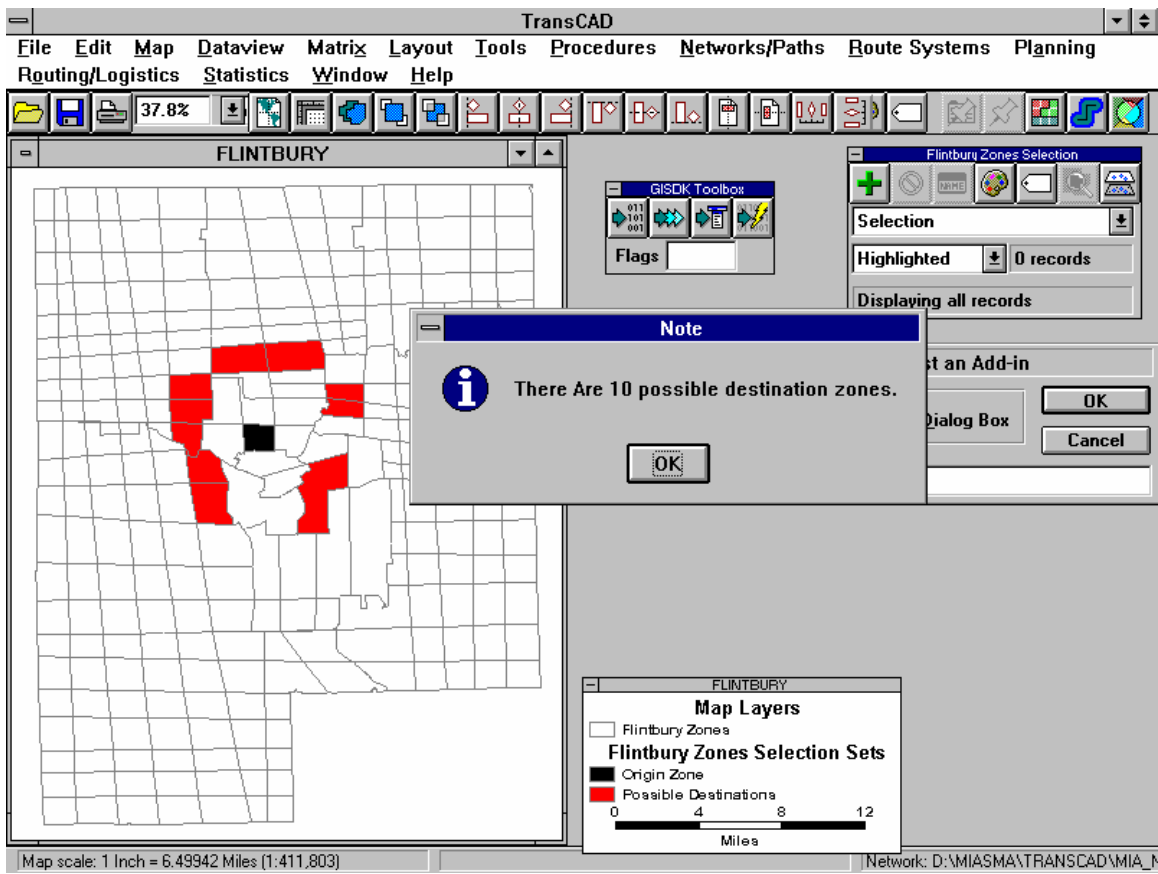 TransCAD
File Edit Map Dataview Matrix Layout Tools Procedures Networks/Paths Route Systems Planning
Routing/Logistics Statistics Window Help
37.8%
FLINTBURY
GISDK Toolbox
011
101
001
Flags
Flintbury Zones Selection
NAME
Selection
Highlighted 0 records
Displaying all records
Note
There Are 10 possible destination zones.
OK
st an Add-in
Dialog Box
OK
Cancel
FLINTBURY
Map Layers
Flintbury Zones
Flintbury Zones Selection Sets
Origin Zone
Possible Destinations
0 4 8 12
Miles
Map scale: 1 Inch = 6.49942 Miles (1:411,803)
Network: D:\MIASMA\TRANSCAD\MIA_N